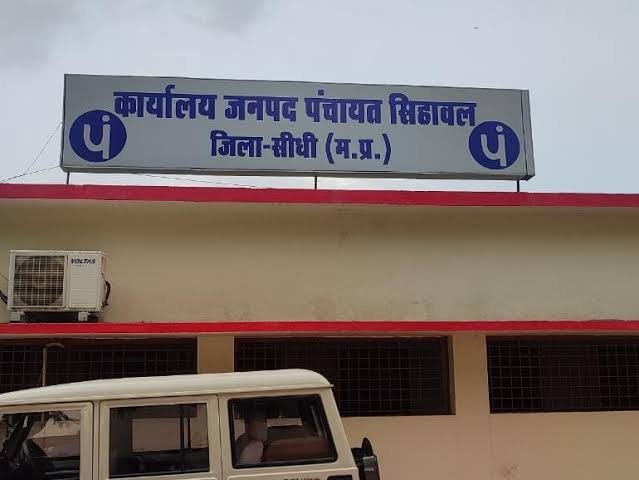 कार्यालय जनपद पंचायत सिहावल
पं
जिला-सीधी (म.प्र.)
पं
VOLTAS